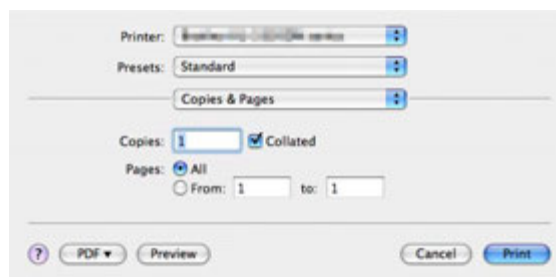 Printer:
Presets: Standard
Copies & Pages
Copies: 1 Collated
Pages: All
From: 1 to: 1
? PDF Preview Cancel Print